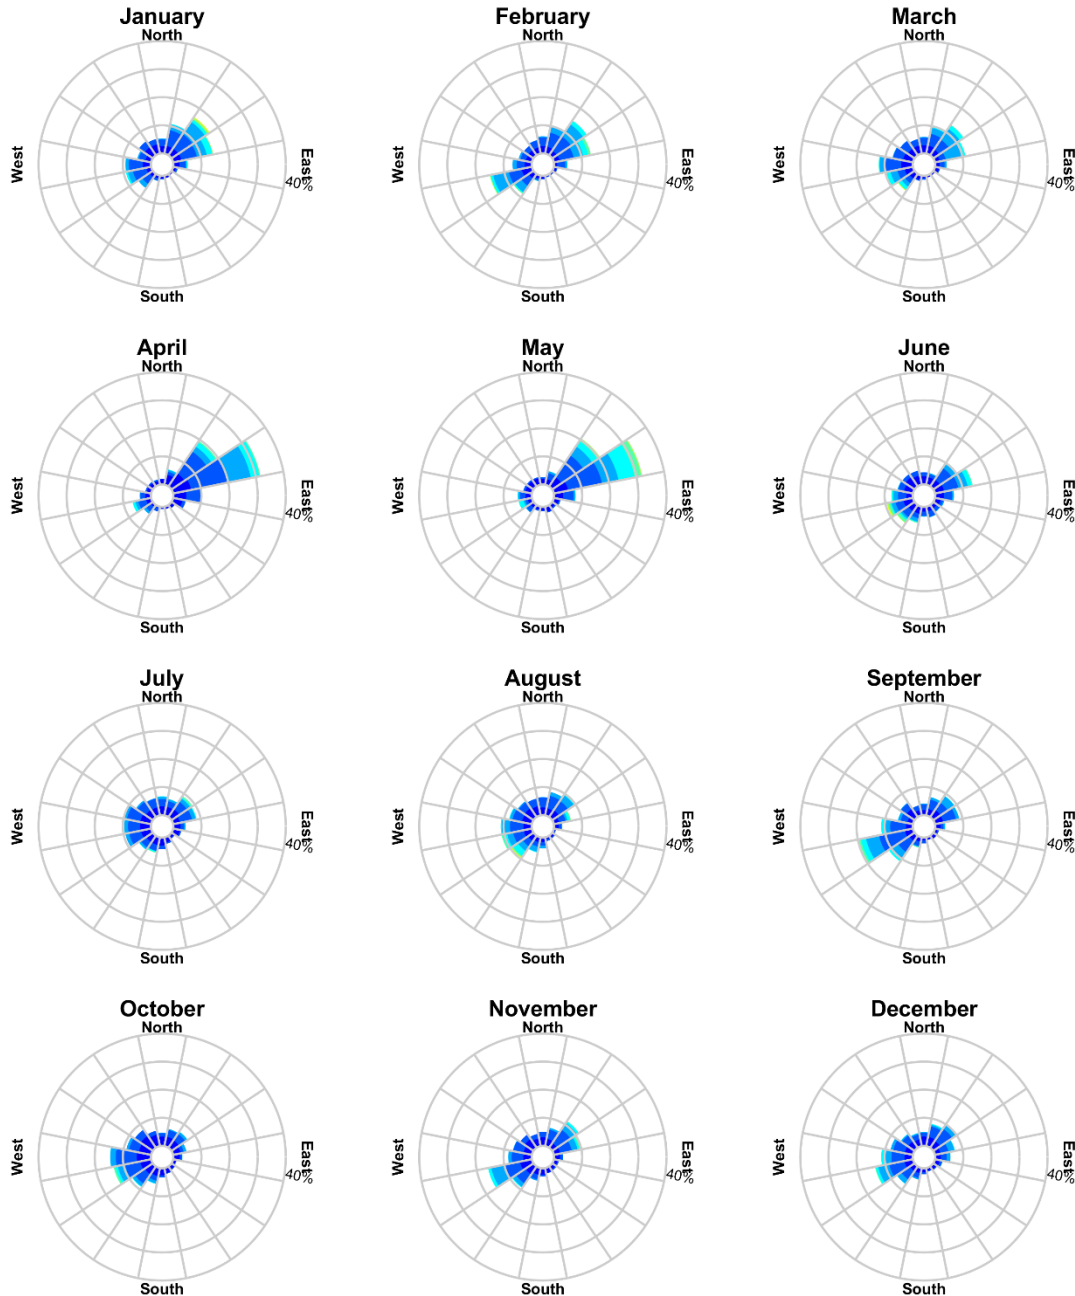 January
North
West
East
40%
South
February
North
West
East
40%
South
March
North
West
East
40%
South
April
North
West
East
40%
South
May
North
West
East
40%
South
June
North
West
East
40%
South
July
North
West
East
40%
South
August
North
West
East
40%
South
September
North
West
East
40%
South
October
North
West
East
40%
South
November
North
West
East
40%
South
December
North
West
East
40%
South